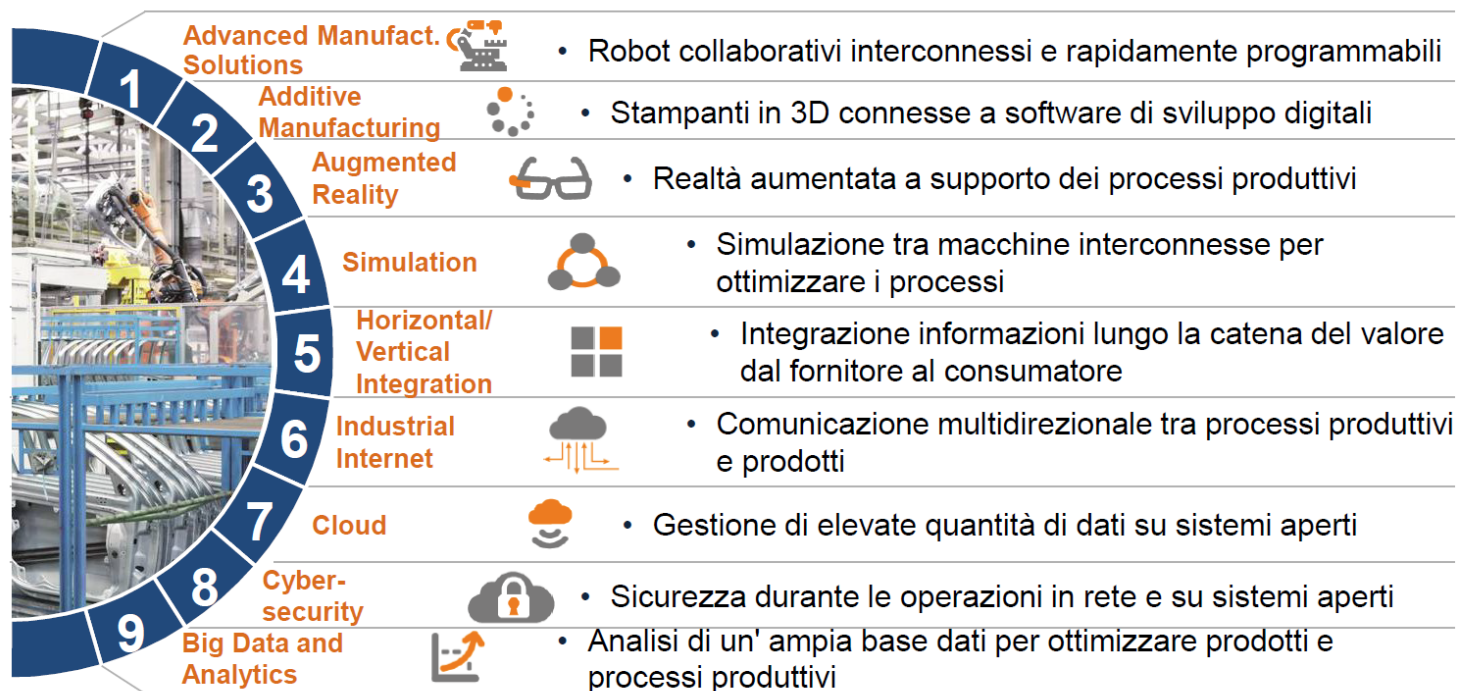 1
Advanced Manufact.
Solutions
• Robot collaborativi interconnessi e rapidamente programmabili
2
Additive
Manufacturing
• Stampanti in 3D connesse a software di sviluppo digitali
3
Augmented
Reality
• Realtà aumentata a supporto dei processi produttivi
4
Simulation
• Simulazione tra macchine interconnesse per
ottimizzare i processi
5
Horizontal/
Vertical
Integration
• Integrazione informazioni lungo la catena del valore
dal fornitore al consumatore
6
Industrial
Internet
• Comunicazione multidirezionale tra processi produttivi
e prodotti
7
Cloud
• Gestione di elevate quantità di dati su sistemi aperti
8
Cyber-
security
• Sicurezza durante le operazioni in rete e su sistemi aperti
9
Big Data and
Analytics
• Analisi di un' ampia base dati per ottimizzare prodotti e
processi produttivi